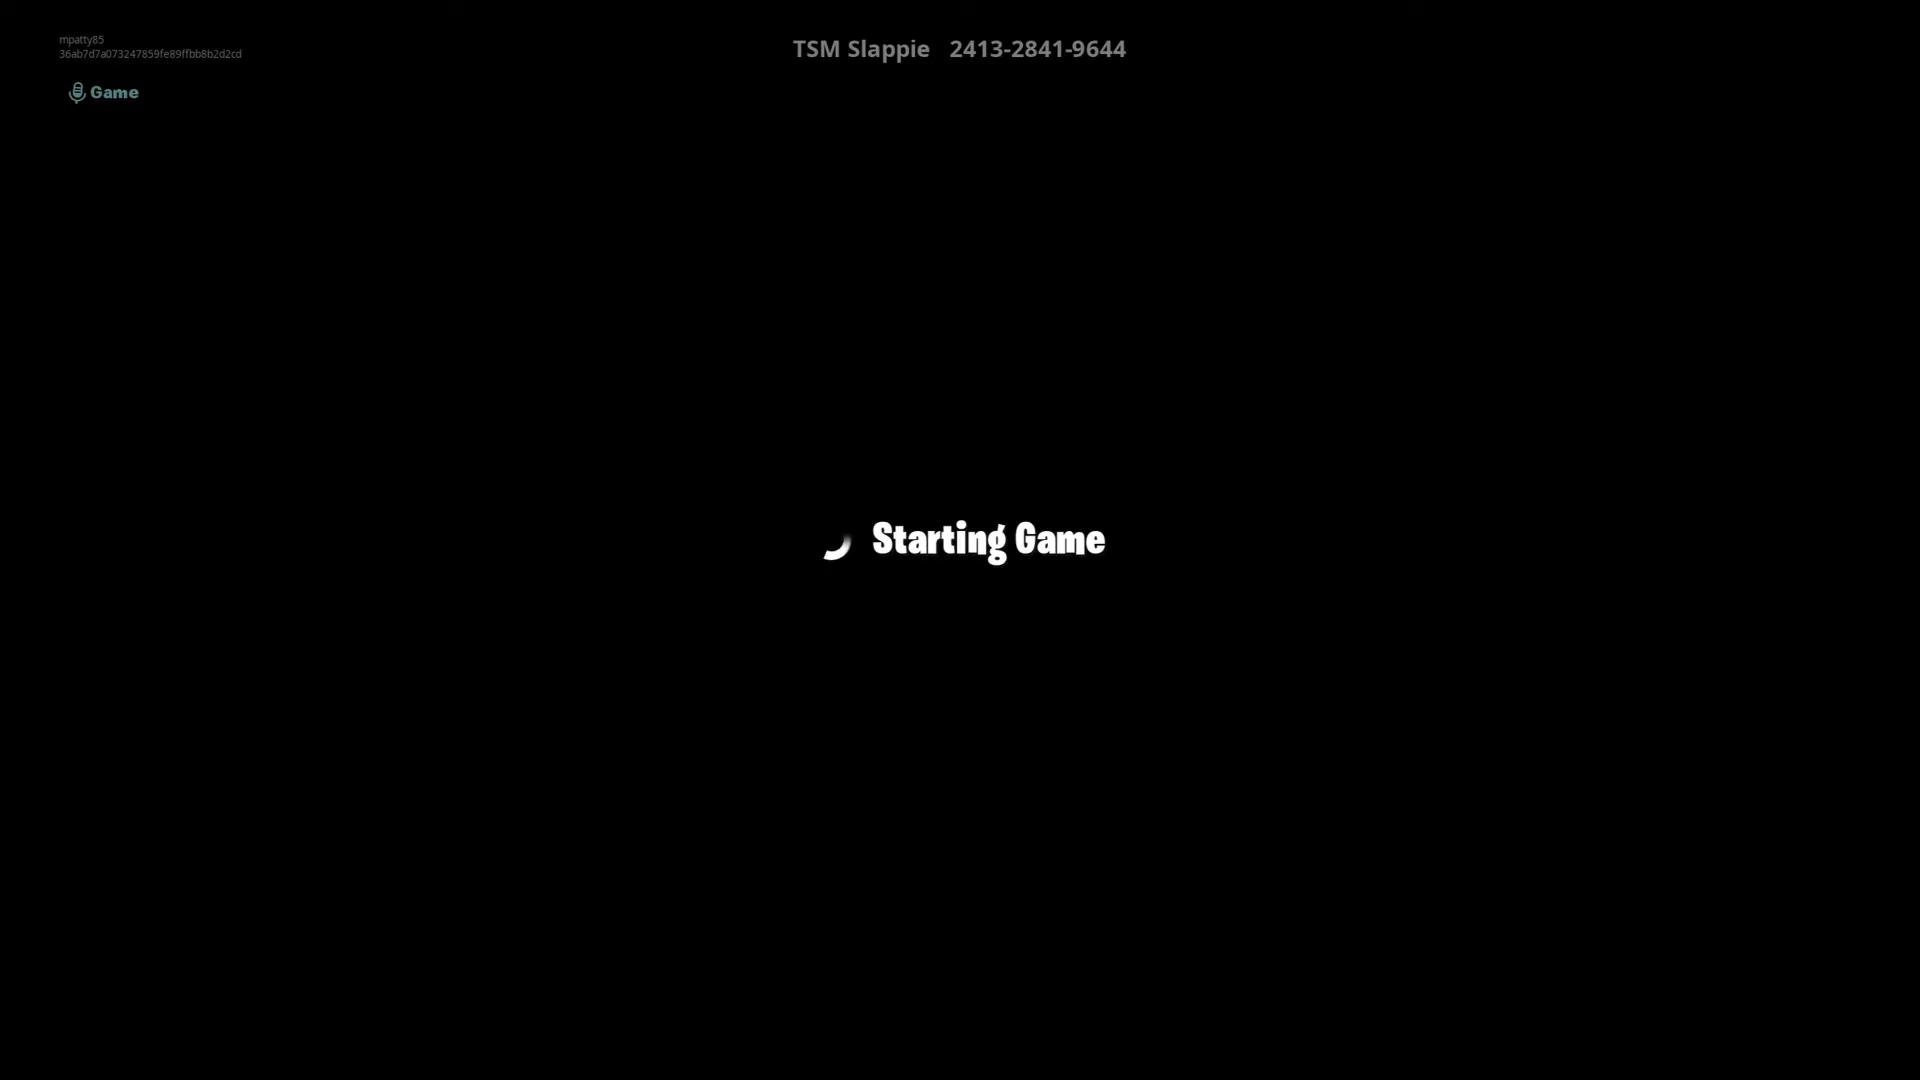 mpatty85
36ab7d7a073247859fe89ffbb8b2d2cd
TSM Slappie 2413-2841-9644
Game
Starting Game